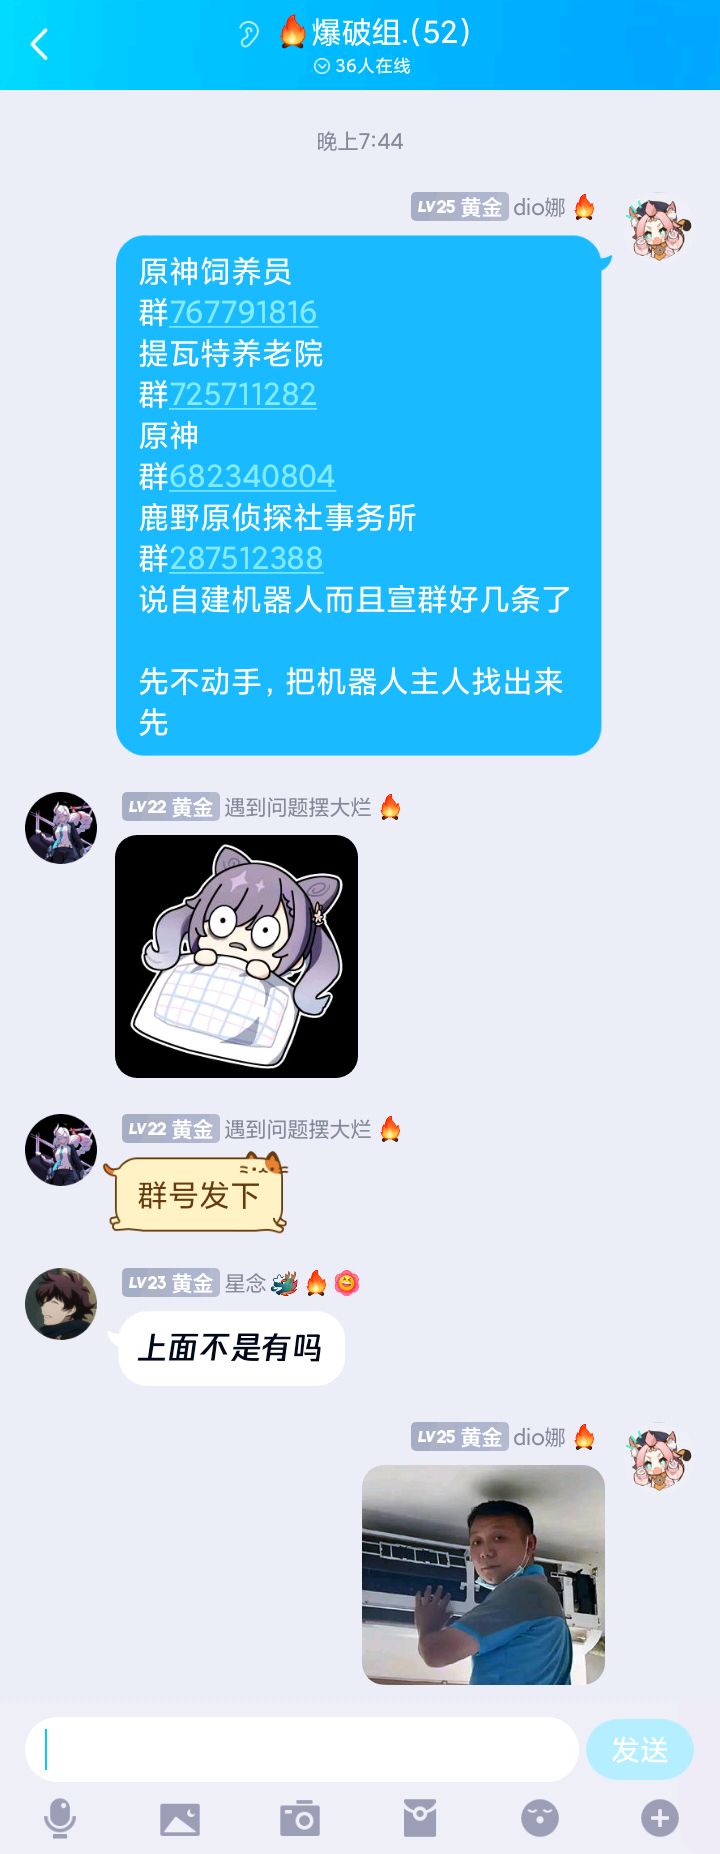 爆破组.(52)
36人在线
晚上7:44
LV25 黄金 dio娜
原神饲养员
群767791816
提瓦特养老院
群725711282
原神
群682340804
鹿野原侦探社事务所
群287512388
说自建机器人而且宣群好几条了
先不动手，把机器人主人找出来
先
LV22 黄金 遇到问题摆大烂
LV22 黄金 遇到问题摆大烂
群号发下
LV23 黄金 星念
上面不是有吗
LV25 黄金 dio娜
发送